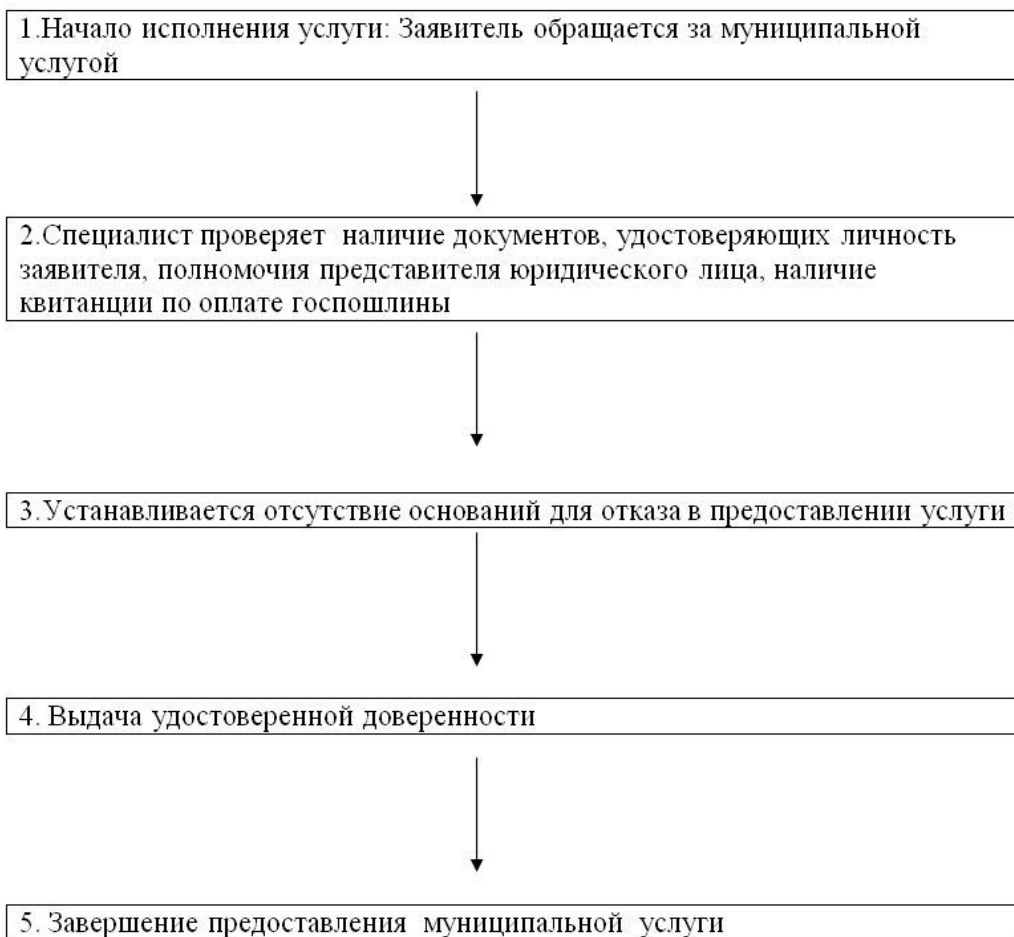 1.Начало исполнения услуги: Заявитель обращается за муниципальной
услугой
2.Специалист проверяет  наличие документов, удостоверяющих личность
заявителя, полномочия представителя юридического лица, наличие
квитанции по оплате госпошлины
3.Устанавливается отсутствие оснований для отказа в предоставлении услуги
4. Выдача удостоверенной доверенности
5. Завершение предоставления  муниципальной  услуги